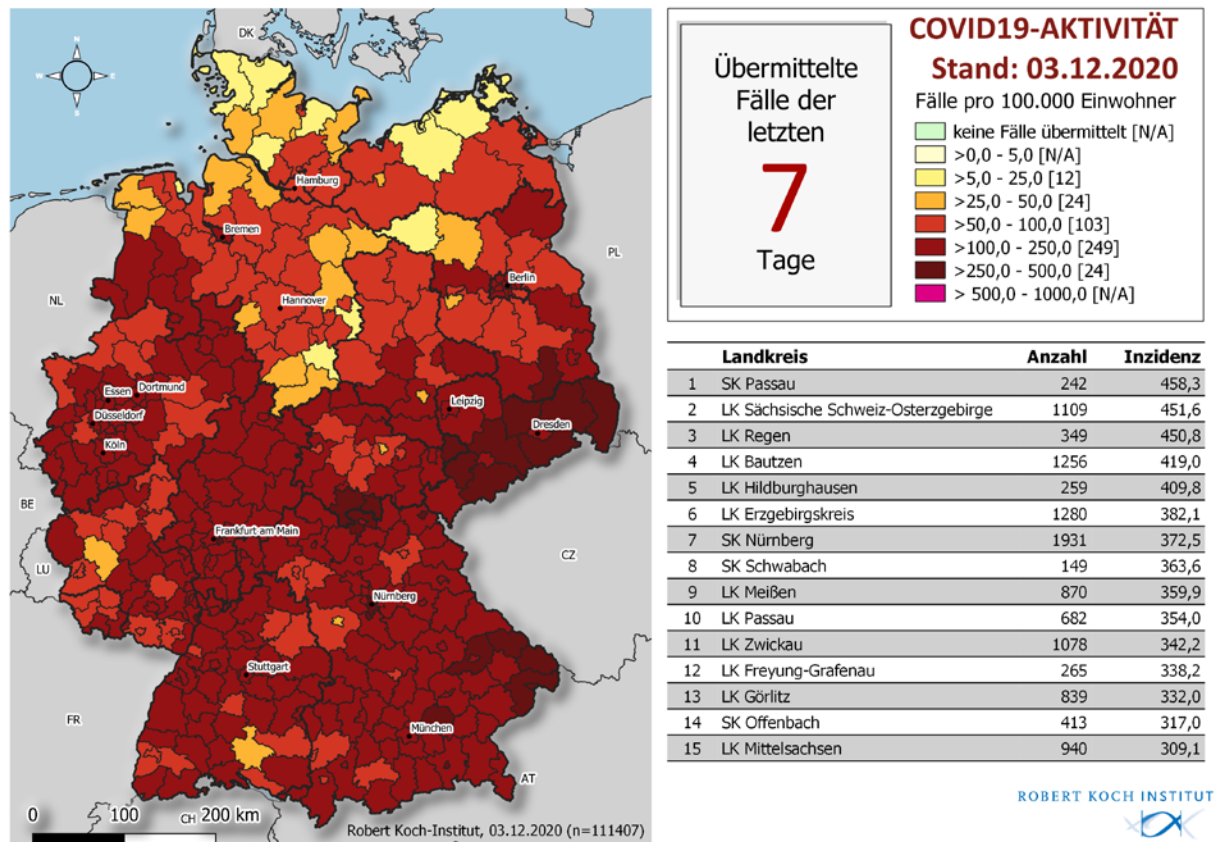 DK
N
W
E
S
Hamburg
Bremen
PL
Berlin
NL
Hannover
Essen
Dortmund
Düsseldorf
Leipzig
Dresden
Köln
BE
Frankfurt am Main
CZ
LU
Nürnberg
Stuttgart
FR
München
AT
0 100 200 km
CH
Robert Koch-Institut, 03.12.2020 (n=111407)
Übermittelte
Fälle der
letzten
7
Tage
COVID19-AKTIVITÄT
Stand: 03.12.2020
Fälle pro 100.000 Einwohner
keine Fälle übermittelt [N/A]
>0,0 - 5,0 [N/A]
>5,0 - 25,0 [12]
>25,0 - 50,0 [24]
>50,0 - 100,0 [103]
>100,0 - 250,0 [249]
>250,0 - 500,0 [24]
> 500,0 - 1000,0 [N/A]
Landkreis Anzahl Inzidenz
1 SK Passau 242 458,3
2 LK Sächsische Schweiz-Osterzgebirge 1109 451,6
3 LK Regen 349 450,8
4 LK Bautzen 1256 419,0
5 LK Hildburghausen 259 409,8
6 LK Erzgebirgskreis 1280 382,1
7 SK Nürnberg 1931 372,5
8 SK Schwabach 149 363,6
9 LK Meißen 870 359,9
10 LK Passau 682 354,0
11 LK Zwickau 1078 342,2
12 LK Freyung-Grafenau 265 338,2
13 LK Görlitz 839 332,0
14 SK Offenbach 413 317,0
15 LK Mittelsachsen 940 309,1
ROBERT KOCH INSTITUT